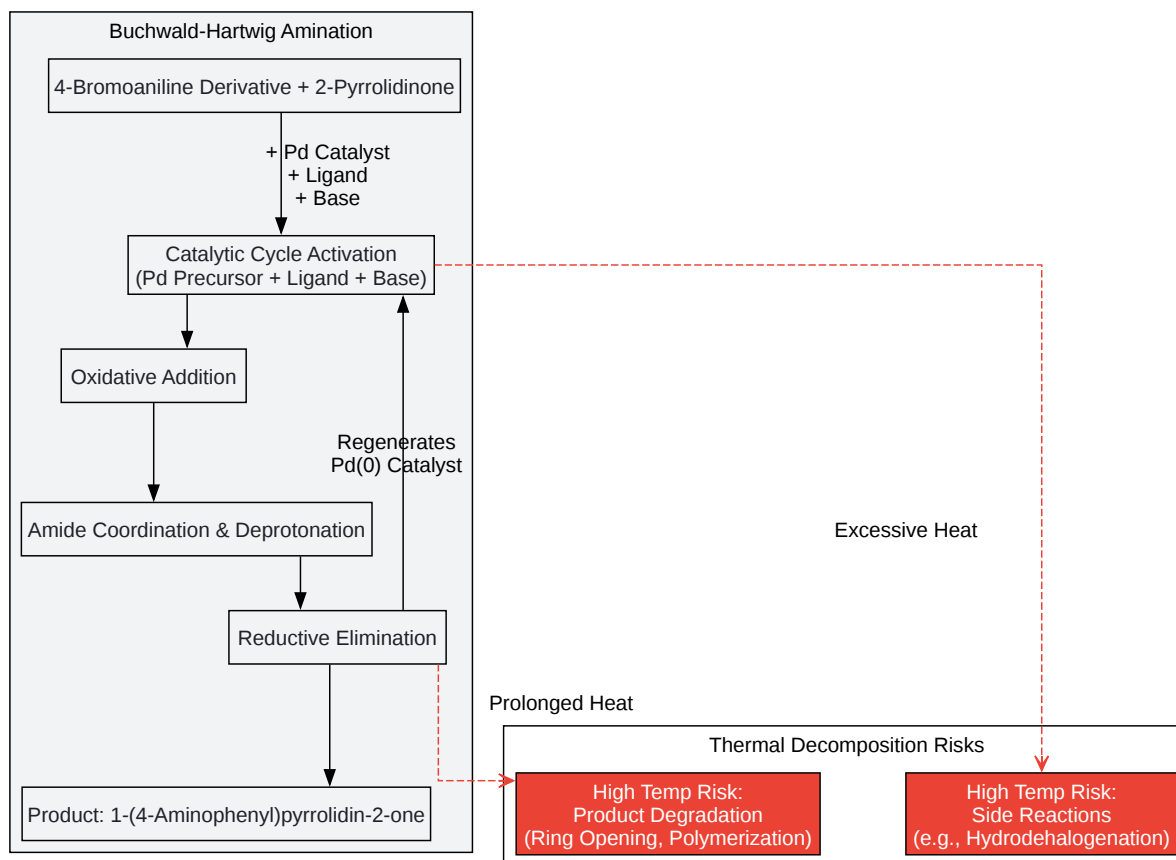 Buchwald-Hartwig Amination
4-Bromoaniline Derivative + 2-Pyrrolidinone
+ Pd Catalyst
+ Ligand
+ Base
Catalytic Cycle Activation
(Pd Precursor + Ligand + Base)
Oxidative Addition
Regenerates
Pd(0) Catalyst
Amide Coordination & Deprotonation
Excessive Heat
Reductive Elimination
Prolonged Heat
Thermal Decomposition Risks
Product: 1-(4-Aminophenyl)pyrrolidin-2-one
High Temp Risk:
Product Degradation
(Ring Opening, Polymerization)
High Temp Risk:
Side Reactions
(e.g., Hydrodehalogenation)